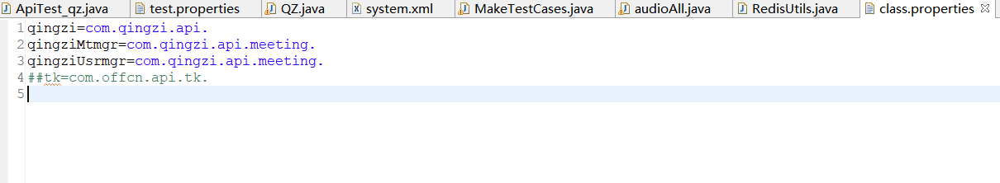 ApiTest_qz.java test.properties QZ.java system.xml MakeTestCases.java audioAll.java RedisUtils.java class.properties
1 qingzi=com.qingzi.api.
2 qingziMtmgr=com.qingzi.api.meeting.
3 qingziUsrmgr=com.qingzi.api.meeting.
4 ##tk=com.offcn.api.tk.
5